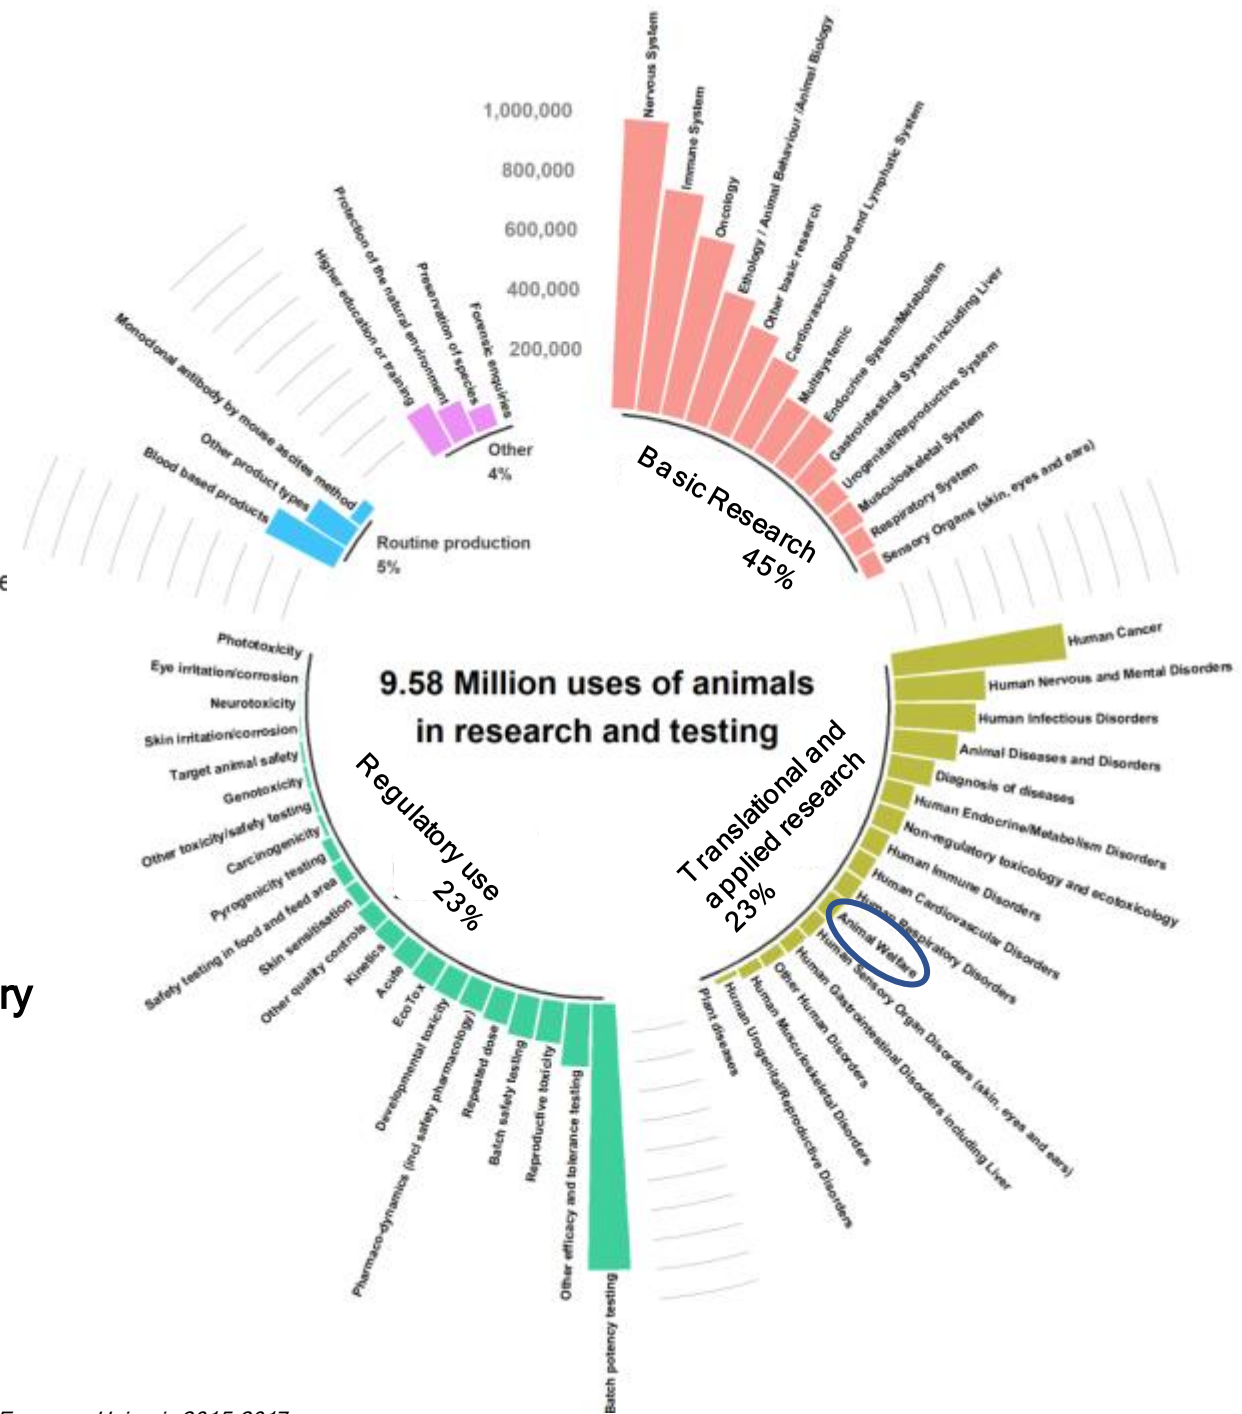 1,000,000
800,000
600,000
400,000
200,000
Nervous System
Immune System
Oncology
Ethology / Animal Behaviour /Animal Biology
Other basic research
Cardiovascular Blood and Lymphatic System
Multisystemic
Endocrine System/Metabolism
Gastrointestinal System including Liver
Urogenital/Reproductive System
Musculoskeletal System
Respiratory System
Sensory Organs (skin, eyes and ears)
Basic Research
45%
Human Cancer
Human Nervous and Mental Disorders
Human Infectious Disorders
Animal Diseases and Disorders
Diagnosis of diseases
Human Endocrine/Metabolism Disorders
Non-regulatory toxicology and ecotoxicology
Human Immune Disorders
Human Cardiovascular Disorders
Human Respiratory Disorders
Animal Welfare
Human Sensory Organ Disorders (skin, eyes and ears)
Human Gastrointestinal Disorders including Liver
Other Human Disorders
Human Musculoskeletal Disorders
Human Urogenital/Reproductive Disorders
Plant diseases
Translational and
applied research
23%
Batch potency testing
Other efficacy and tolerance testing
Reproductive toxicity
Batch safety testing
Repeated dose
Pharmaco-dynamics (incl safety pharmacology)
Developmental toxicity
EcoTox
Acute
Kinetics
Other quality controls
Skin sensitisation
Safety testing in food and feed area
Pyrogenicity testing
Carcinogenicity
Other toxicity/safety testing
Genotoxicity
Target animal safety
Skin irritation/corrosion
Neurotoxicity
Eye irritation/corrosion
Phototoxicity
Regulatory use
23%
Blood based products
Other product types
Monoclonal antibody by mouse ascites method
Routine production
5%
Higher education or training
Protection of the natural environment
Preservation of species
Forensic enquiries
Other
4%
9.58 Million uses of animals
in research and testing
e
ry